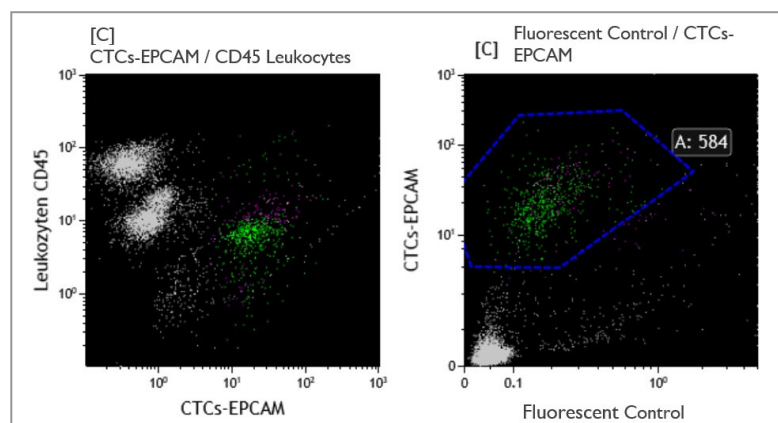 [C]
CTCs-EPCAM / CD45 Leukocytes
Leukozyten CD45
10³
10²
10¹
10⁰
10⁰
10¹
10²
10³
CTCs-EPCAM
[C]
Fluorescent Control / CTCs-
EPCAM
CTCs-EPCAM
10³
10²
10¹
0
A: 584
0
0.1
10⁰
Fluorescent Control